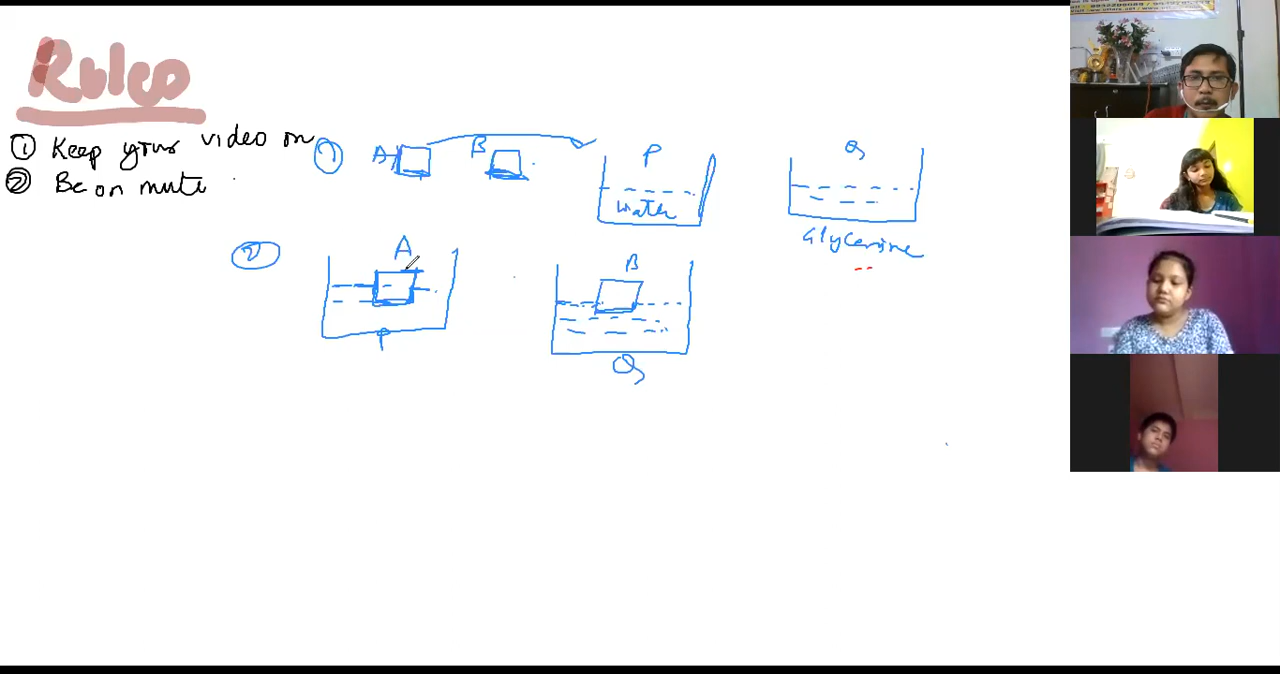 Rules
① Keep your video on
② Be on mute
1 A B P Q
water
Glycerine
2 A B
P Q